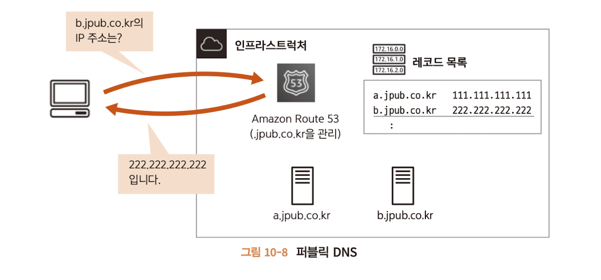 b.jpub.co.kr의
IP 주소는?
인프라스트럭처
172.16.0.0
172.16.1.0
172.16.2.0
레코드 목록
53
a.jpub.co.kr 111.111.111.111
b.jpub.co.kr 222.222.222.222
:
Amazon Route 53
(.jpub.co.kr을 관리)
222.222.222.222
입니다.
a.jpub.co.kr
b.jpub.co.kr
그림 10-8 퍼블릭 DNS